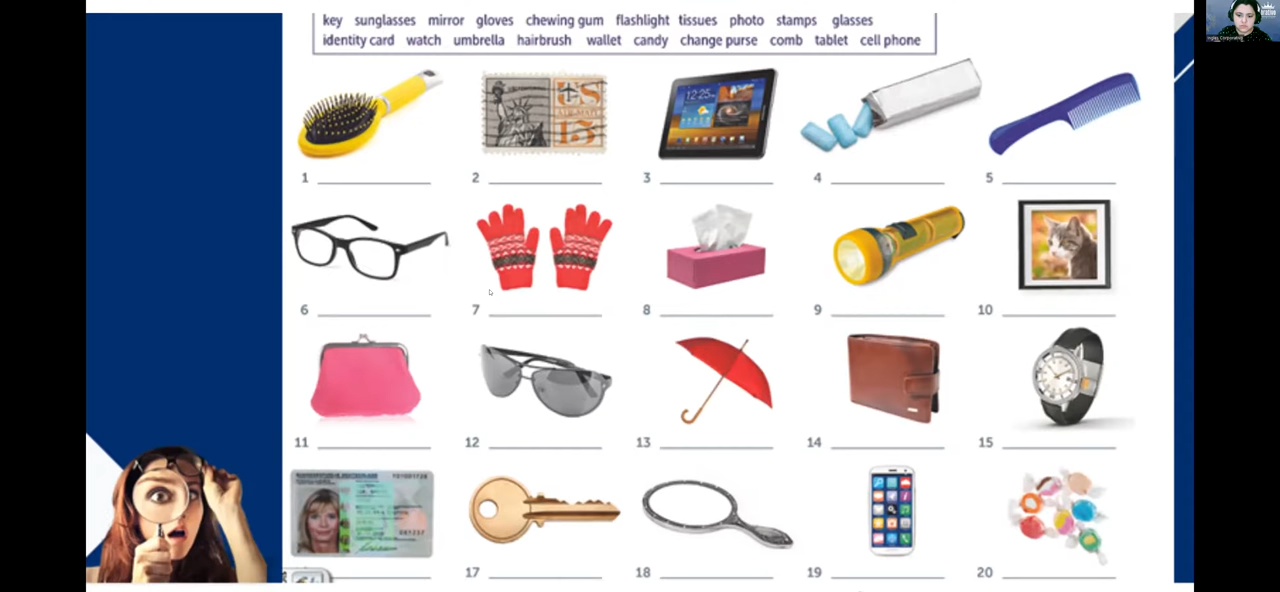 key sunglasses mirror gloves chewing gum flashlight tissues photo stamps glasses
identity card watch umbrella hairbrush wallet candy change purse comb tablet cell phone
12:25
1 2 3 4 5
6 7 8 9 10
11 12 13 14 15
17 18 19 20